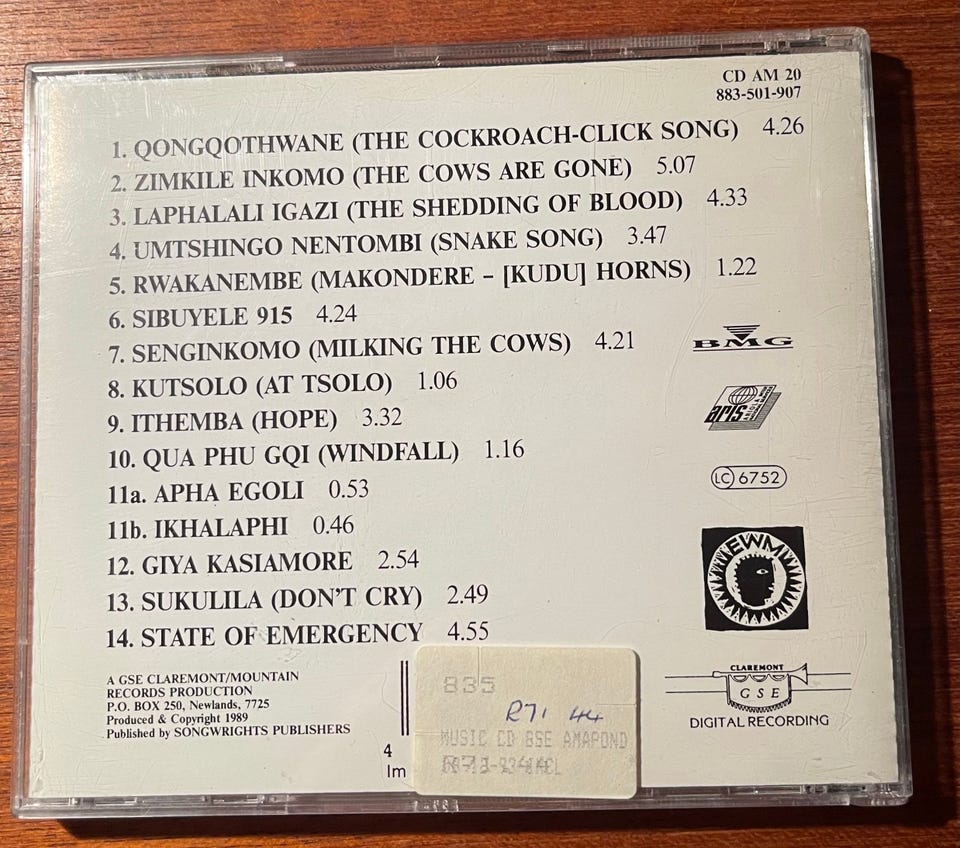 CD AM 20
883-501-907
1. QONGQOTHWANE (THE COCKROACH-CLICK SONG) 4.26
2. ZIMKILE INKOMO (THE COWS ARE GONE) 5.07
3. LAPHALALI IGAZI (THE SHEDDING OF BLOOD) 4.33
4. UMTSHINGO NENTOMBI (SNAKE SONG) 3.47
5. RWAKANEMBE (MAKONDERE – [KUDU] HORNS) 1.22
6. SIBUYELE 915 4.24
7. SENGINKOMO (MILKING THE COWS) 4.21
8. KUTSOLO (AT TSOLO) 1.06
9. ITHEMBA (HOPE) 3.32
10. QUA PHU GQI (WINDFALL) 1.16
11a. APHA EGOLI 0.53
11b. IKHALAPHI 0.46
12. GIYA KASIAMORE 2.54
13. SUKULILA (DON'T CRY) 2.49
14. STATE OF EMERGENCY 4.55
BMG
aris
LC 6752
EWM
CLAREMONT
GSE
DIGITAL RECORDING
A GSE CLAREMONT/MOUNTAIN
RECORDS PRODUCTION
P.O. BOX 250, Newlands, 7725
Produced & Copyright 1989
Published by SONGWRIGHTS PUBLISHERS
4
Im
835
R71 44
MUSIC CD BSE AMAPOND